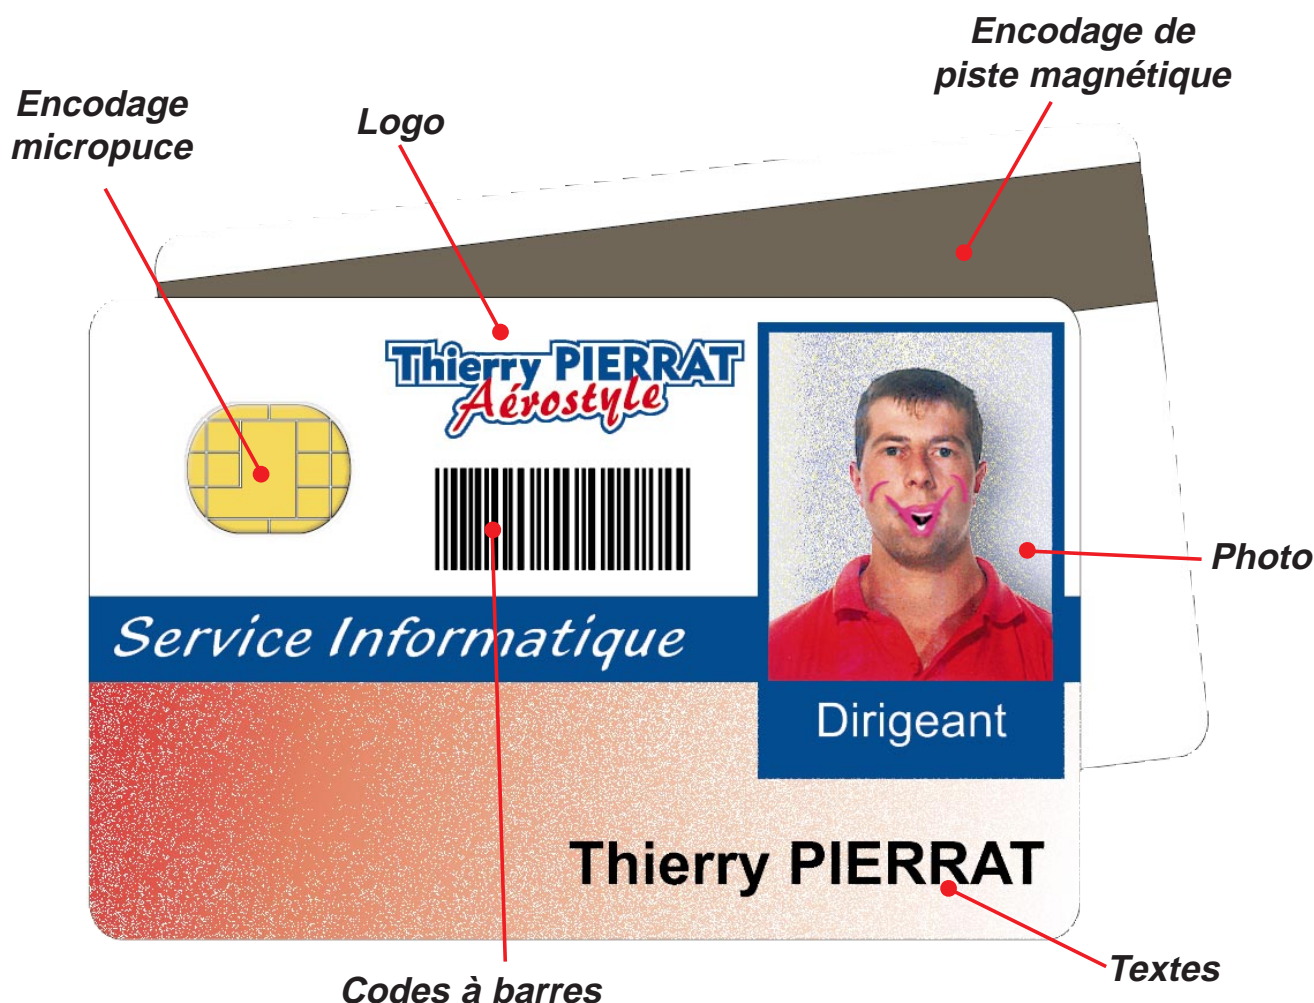 Encodage de
piste magnétique
Encodage
micropuce
Logo
Thierry PIERRAT
Aérostyle
Photo
Service Informatique
Dirigeant
Thierry PIERRAT
Textes
Codes à barres